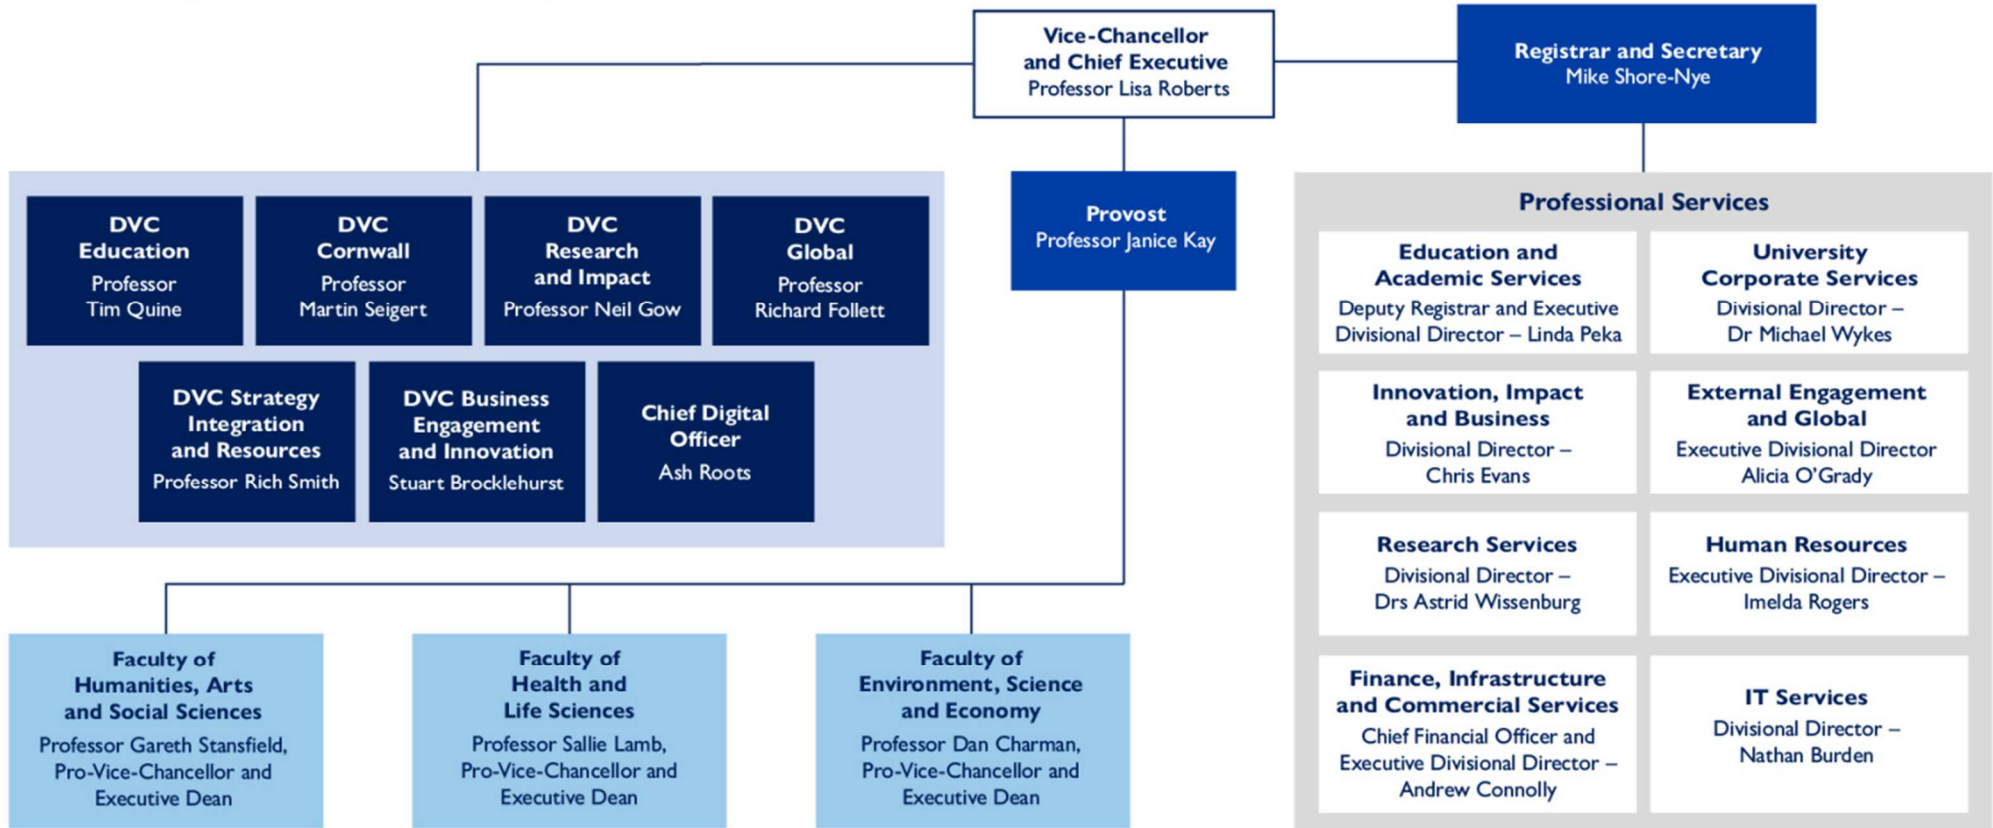 Vice-Chancellor
and Chief Executive
Professor Lisa Roberts
Registrar and Secretary
Mike Shore-Nye
DVC
Education
Professor
Tim Quine
DVC
Cornwall
Professor
Martin Seigert
DVC
Research
and Impact
Professor Neil Gow
DVC
Global
Professor
Richard Follett
DVC Strategy
Integration
and Resources
Professor Rich Smith
DVC Business
Engagement
and Innovation
Stuart Brocklehurst
Chief Digital
Officer
Ash Roots
Provost
Professor Janice Kay
Faculty of
Humanities, Arts
and Social Sciences
Professor Gareth Stansfield,
Pro-Vice-Chancellor and
Executive Dean
Faculty of
Health and
Life Sciences
Professor Sallie Lamb,
Pro-Vice-Chancellor and
Executive Dean
Faculty of
Environment, Science
and Economy
Professor Dan Charman,
Pro-Vice-Chancellor and
Executive Dean
Professional Services
Education and
Academic Services
Deputy Registrar and Executive
Divisional Director – Linda Peka
University
Corporate Services
Divisional Director –
Dr Michael Wykes
Innovation, Impact
and Business
Divisional Director –
Chris Evans
External Engagement
and Global
Executive Divisional Director
Alicia O’Grady
Research Services
Divisional Director –
Drs Astrid Wissenburg
Human Resources
Executive Divisional Director –
Imelda Rogers
Finance, Infrastructure
and Commercial Services
Chief Financial Officer and
Executive Divisional Director –
Andrew Connolly
IT Services
Divisional Director –
Nathan Burden